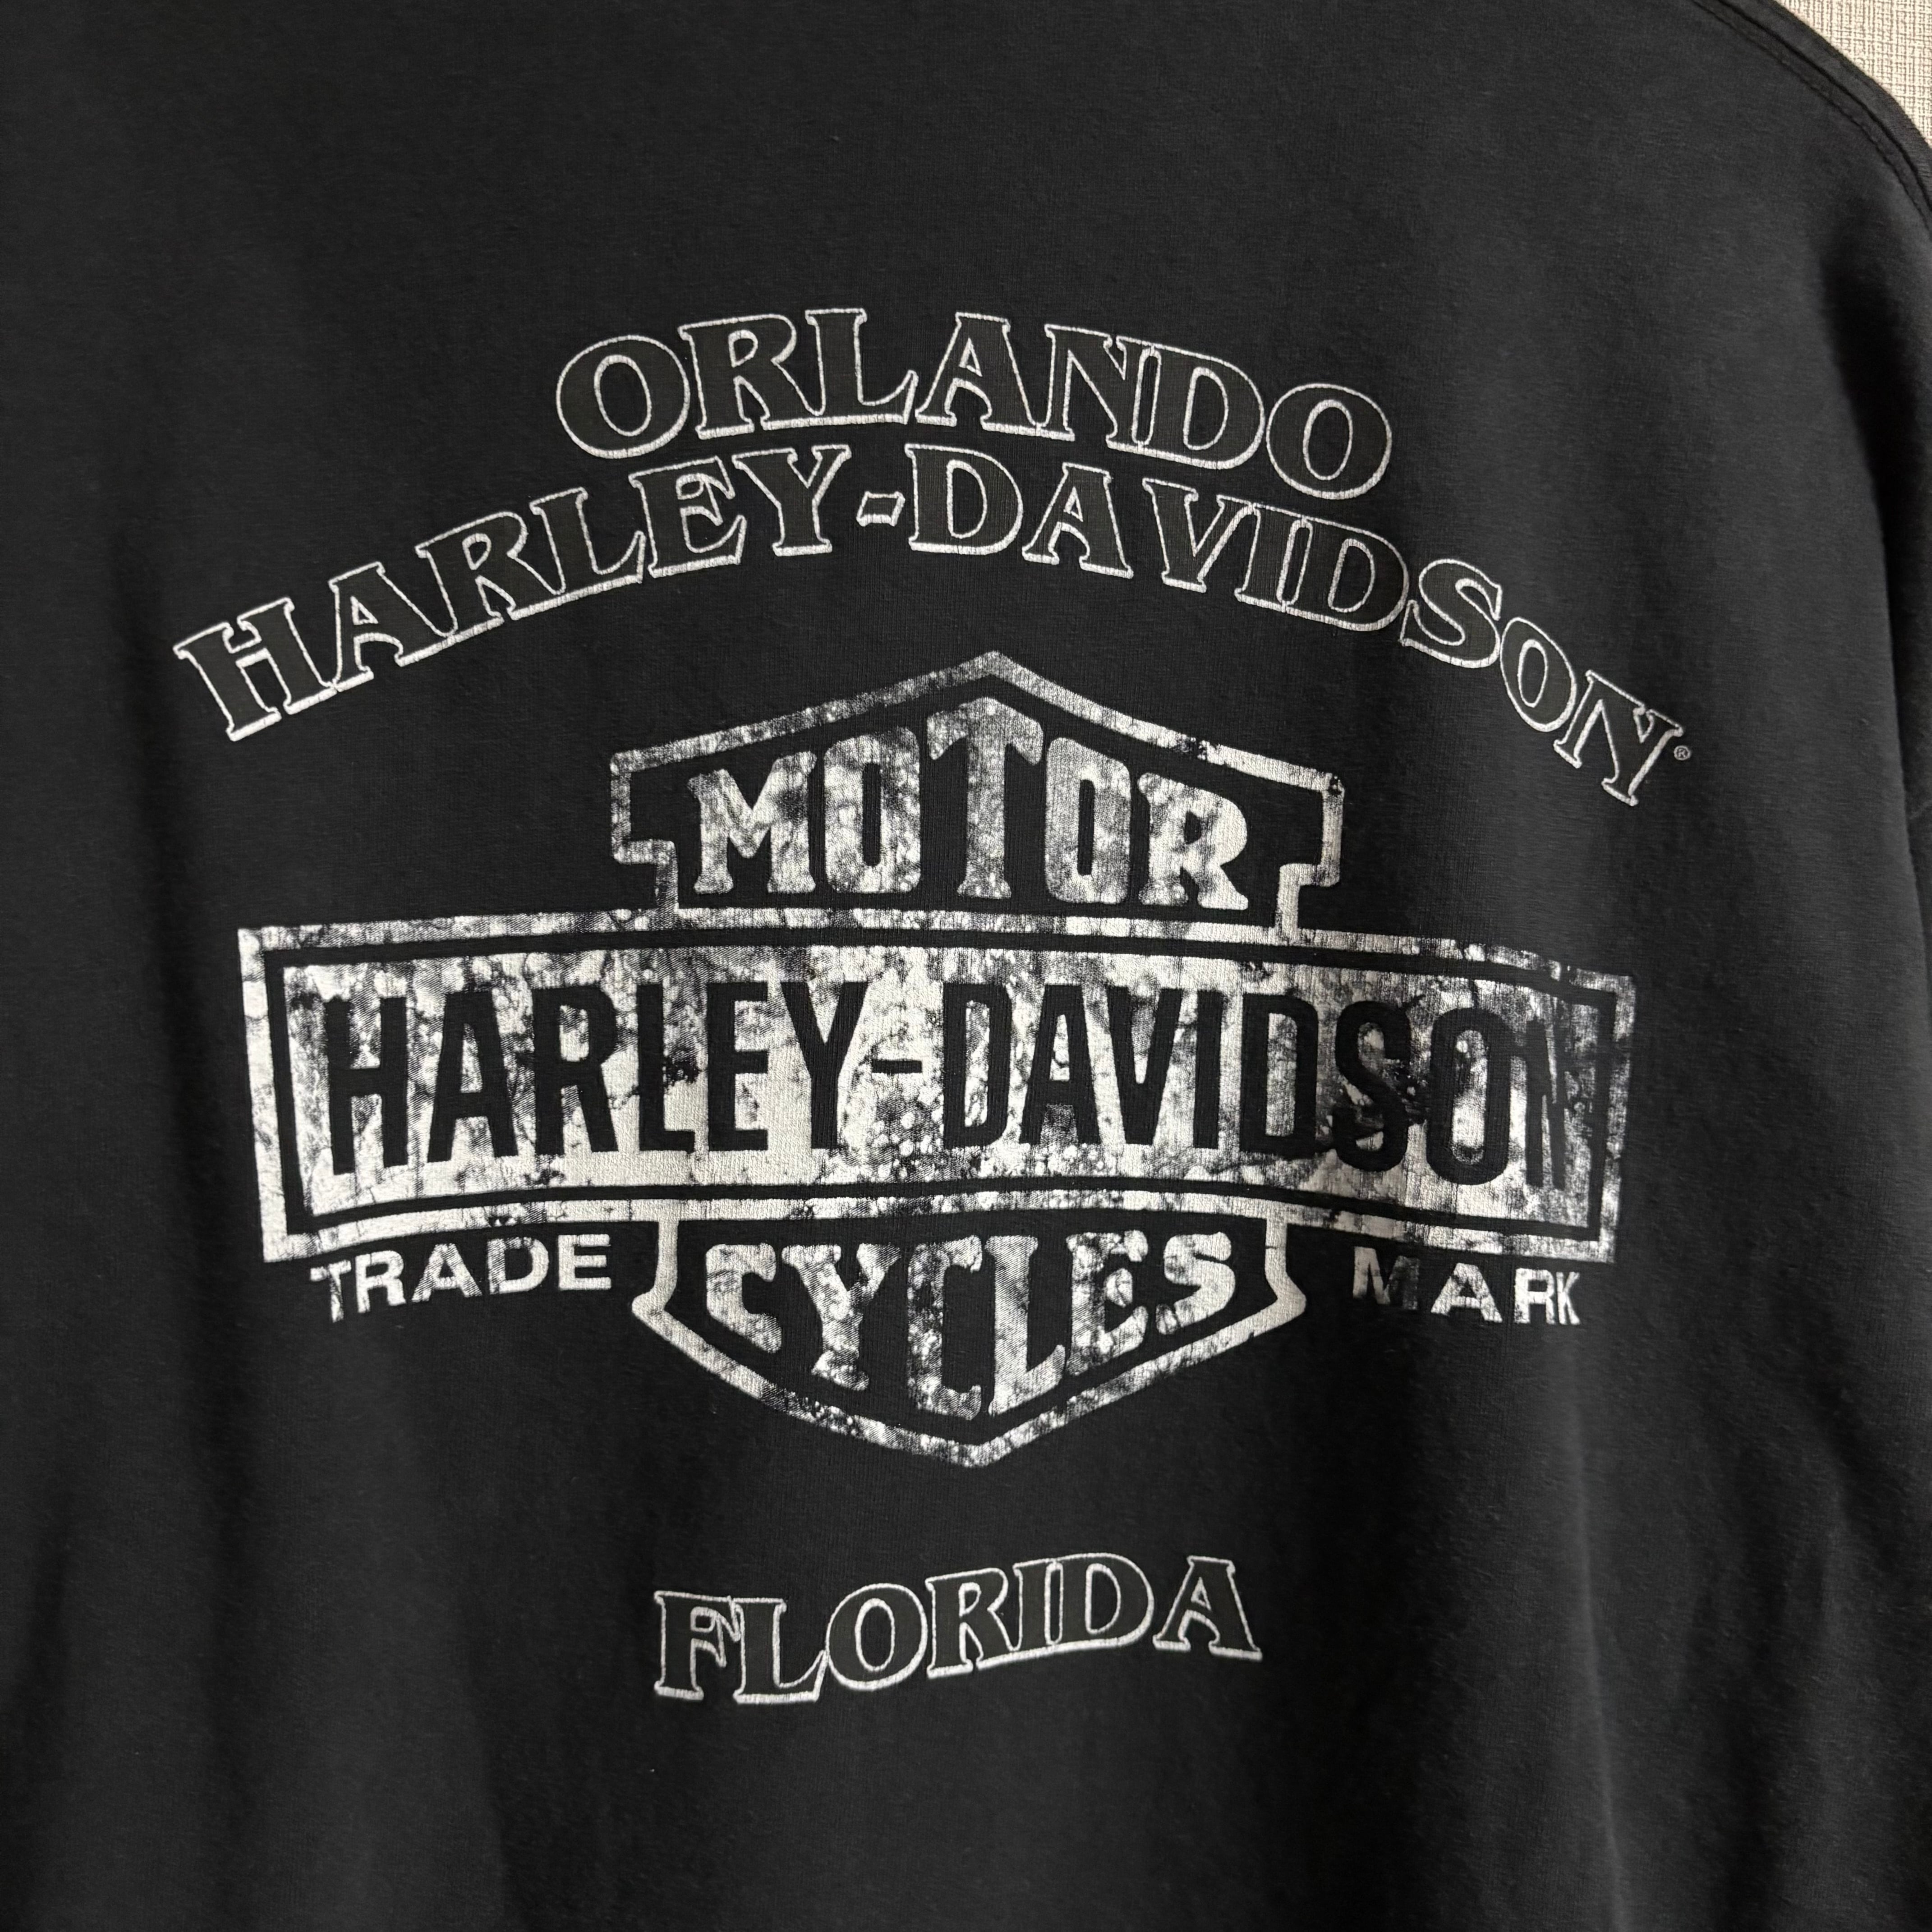 ORLANDO
HARLEY-DAVIDSON®
MOTOR
HARLEY-DAVIDSON
CYCLES
TRADE MARK
FLORIDA